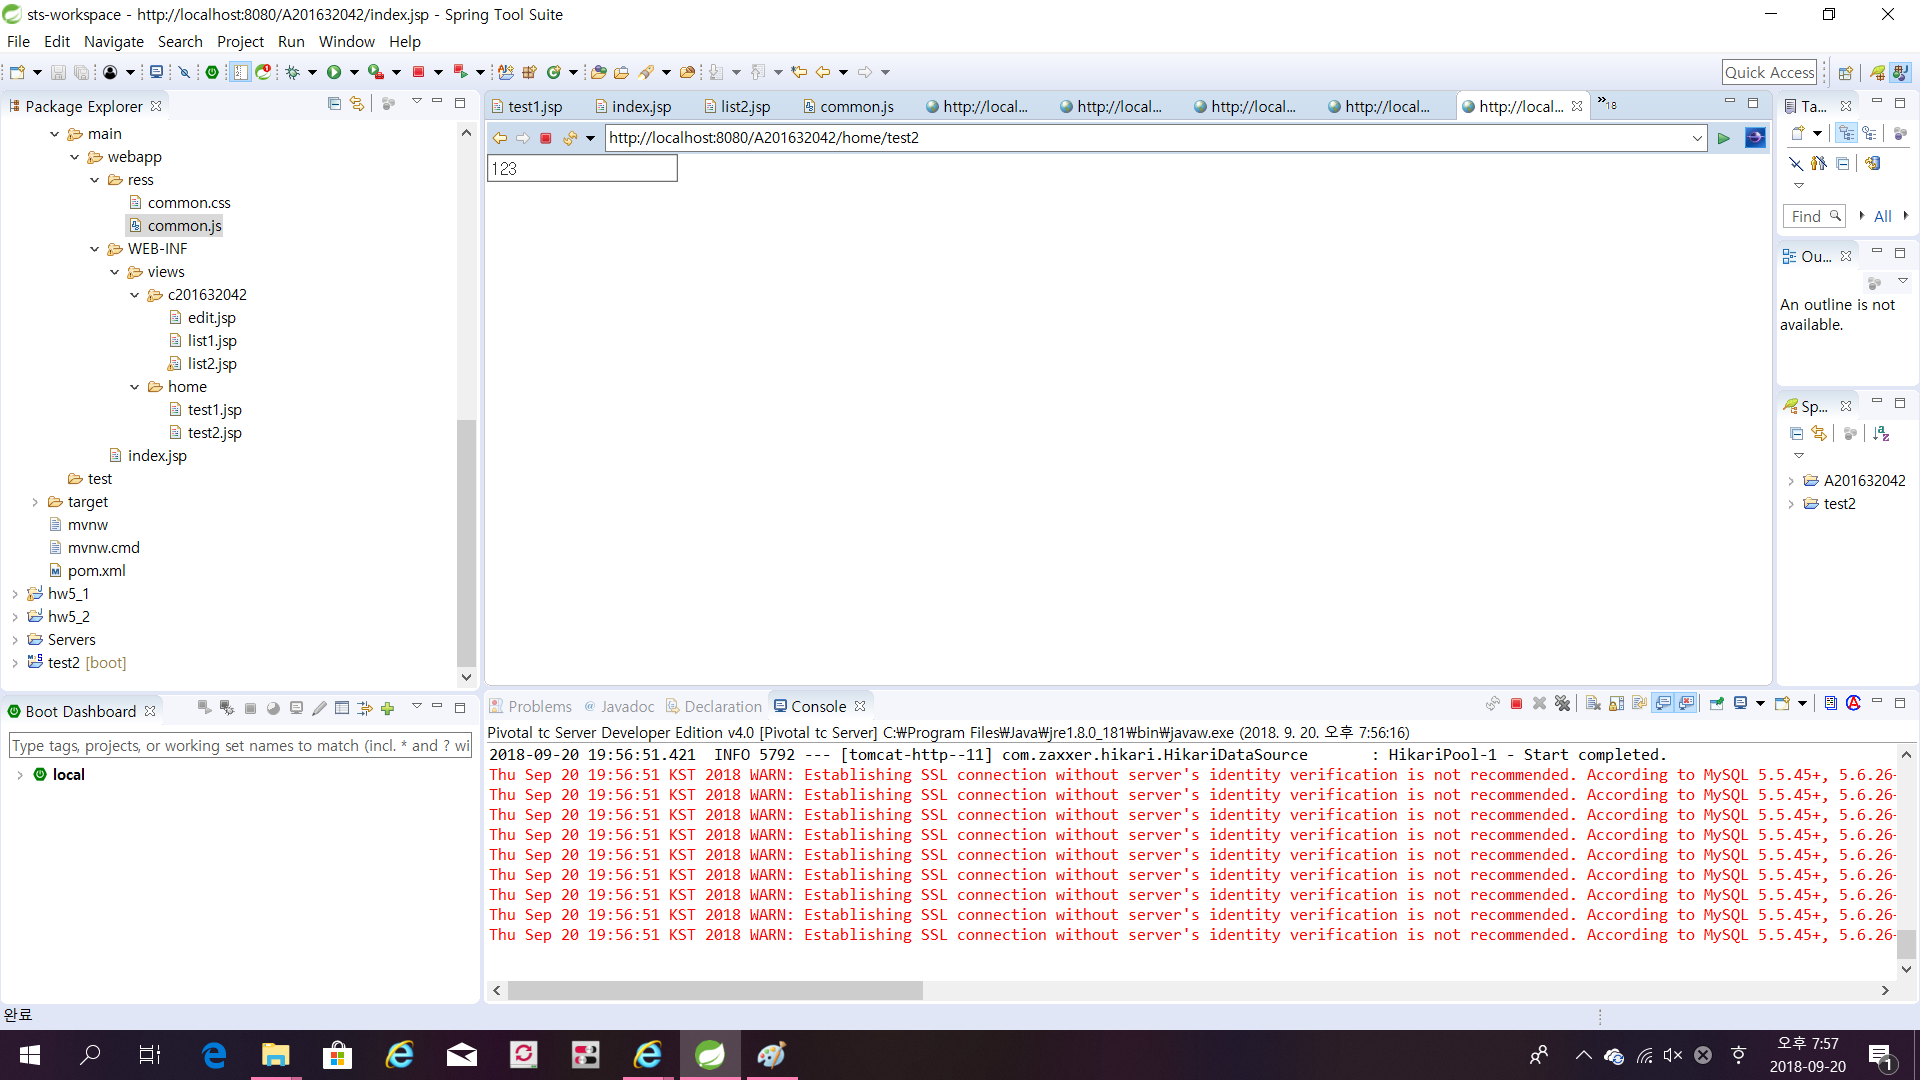 sts-workspace - http://localhost:8080/A201632042/index.jsp - Spring Tool Suite
File Edit Navigate Search Project Run Window Help
Quick Access
Package Explorer
main
webapp
ress
common.css
common.js
WEB-INF
views
c201632042
edit.jsp
list1.jsp
list2.jsp
home
test1.jsp
test2.jsp
index.jsp
test
target
mvnw
mvnw.cmd
pom.xml
hw5_1
hw5_2
Servers
test2 [boot]
test1.jsp index.jsp list2.jsp common.js http://local... http://local... http://local... http://local... http://local... »18
http://localhost:8080/A201632042/home/test2
123
Ta...
Find All
Ou...
An outline is not
available.
Sp...
A201632042
test2
Boot Dashboard
Type tags, projects, or working set names to match (incl. * and ? wi
local
Problems @ Javadoc Declaration Console
Pivotal tc Server Developer Edition v4.0 [Pivotal tc Server] C:₩Program Files₩Java₩jre1.8.0_181₩bin₩javaw.exe (2018. 9. 20. 오후 7:56:16)
2018-09-20 19:56:51.421 INFO 5792 --- [tomcat-http--11] com.zaxxer.hikari.HikariDataSource : HikariPool-1 - Start completed.
Thu Sep 20 19:56:51 KST 2018 WARN: Establishing SSL connection without server's identity verification is not recommended. According to MySQL 5.5.45+, 5.6.26-
Thu Sep 20 19:56:51 KST 2018 WARN: Establishing SSL connection without server's identity verification is not recommended. According to MySQL 5.5.45+, 5.6.26-
Thu Sep 20 19:56:51 KST 2018 WARN: Establishing SSL connection without server's identity verification is not recommended. According to MySQL 5.5.45+, 5.6.26-
Thu Sep 20 19:56:51 KST 2018 WARN: Establishing SSL connection without server's identity verification is not recommended. According to MySQL 5.5.45+, 5.6.26-
Thu Sep 20 19:56:51 KST 2018 WARN: Establishing SSL connection without server's identity verification is not recommended. According to MySQL 5.5.45+, 5.6.26-
Thu Sep 20 19:56:51 KST 2018 WARN: Establishing SSL connection without server's identity verification is not recommended. According to MySQL 5.5.45+, 5.6.26-
Thu Sep 20 19:56:51 KST 2018 WARN: Establishing SSL connection without server's identity verification is not recommended. According to MySQL 5.5.45+, 5.6.26-
Thu Sep 20 19:56:51 KST 2018 WARN: Establishing SSL connection without server's identity verification is not recommended. According to MySQL 5.5.45+, 5.6.26-
Thu Sep 20 19:56:51 KST 2018 WARN: Establishing SSL connection without server's identity verification is not recommended. According to MySQL 5.5.45+, 5.6.26-
완료
오후 7:57
2018-09-20
1